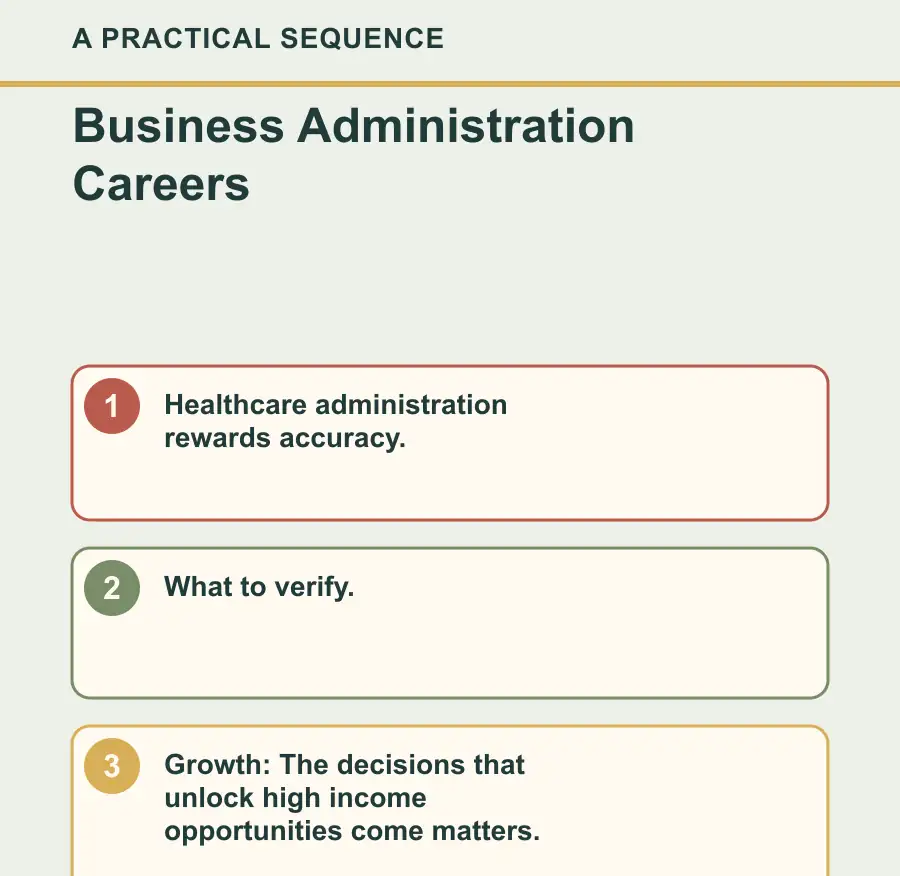 A PRACTICAL SEQUENCE
Business Administration
Careers
1
Healthcare administration
rewards accuracy.
2
What to verify.
3
Growth: The decisions that
unlock high income
opportunities come matters.